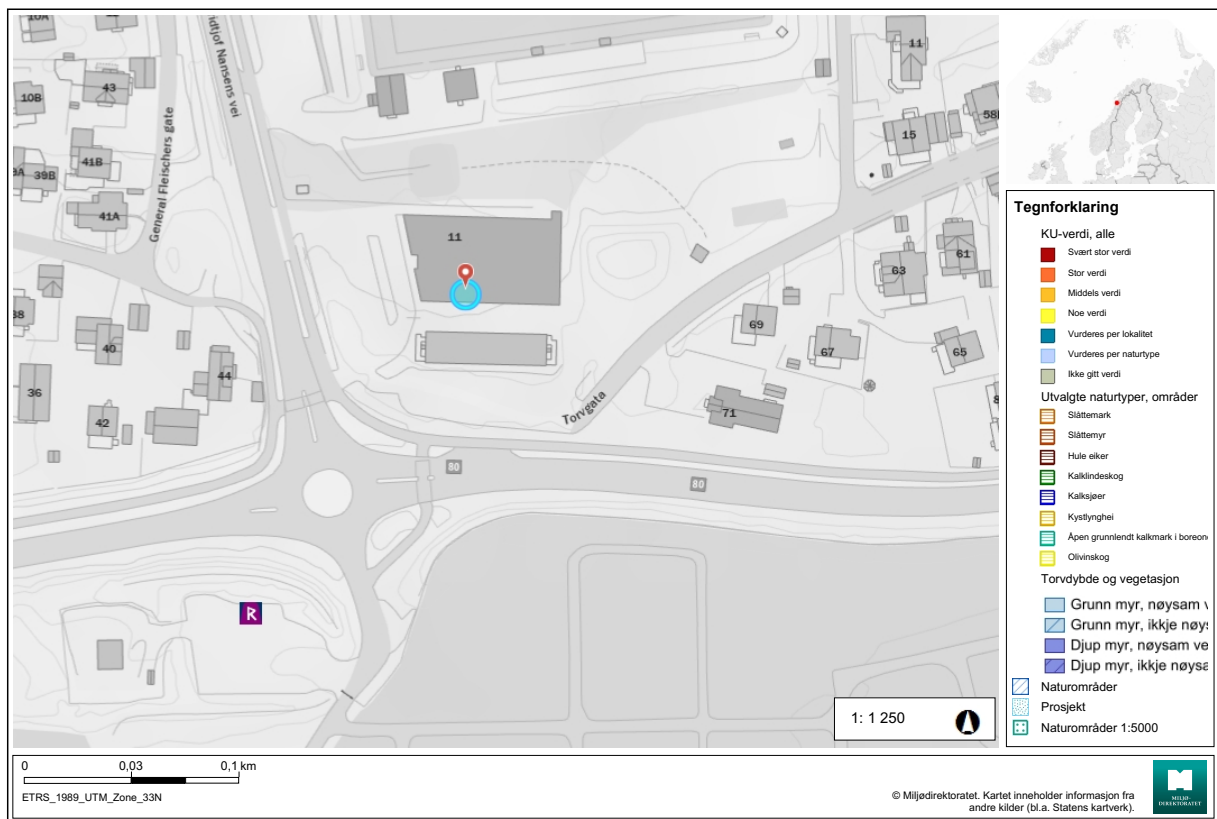 10A
43
10B
41B
39B
41A
General Fleischers gate
Fridtjof Nansens vei
11
11
15
58
61
63
69
67
65
71
Torvgata
38
40
44
36
42
80
80
R
1: 1 250
Tegnforklaring
KU-verdi, alle
Svært stor verdi
Stor verdi
Middels verdi
Noe verdi
Vurderes per lokalitet
Vurderes per naturtype
Ikke gitt verdi
Utvalgte naturtyper, områder
Slåttemark
Slåttemyr
Hule eiker
Kalklindeskog
Kalksjøer
Kystlynghei
Åpen grunnlendt kalkmark i boreon
Olivinskog
Torvdybde og vegetasjon
Grunn myr, nøysam v
Grunn myr, ikkje nøys
Djup myr, nøysam ve
Djup myr, ikkje nøysa
Naturområder
Prosjekt
Naturområder 1:5000
0 0,03 0,1 km
ETRS_1989_UTM_Zone_33N
© Miljødirektoratet. Kartet inneholder informasjon fra
andre kilder (bl.a. Statens kartverk).
MILJØ-
DIREKTORATET